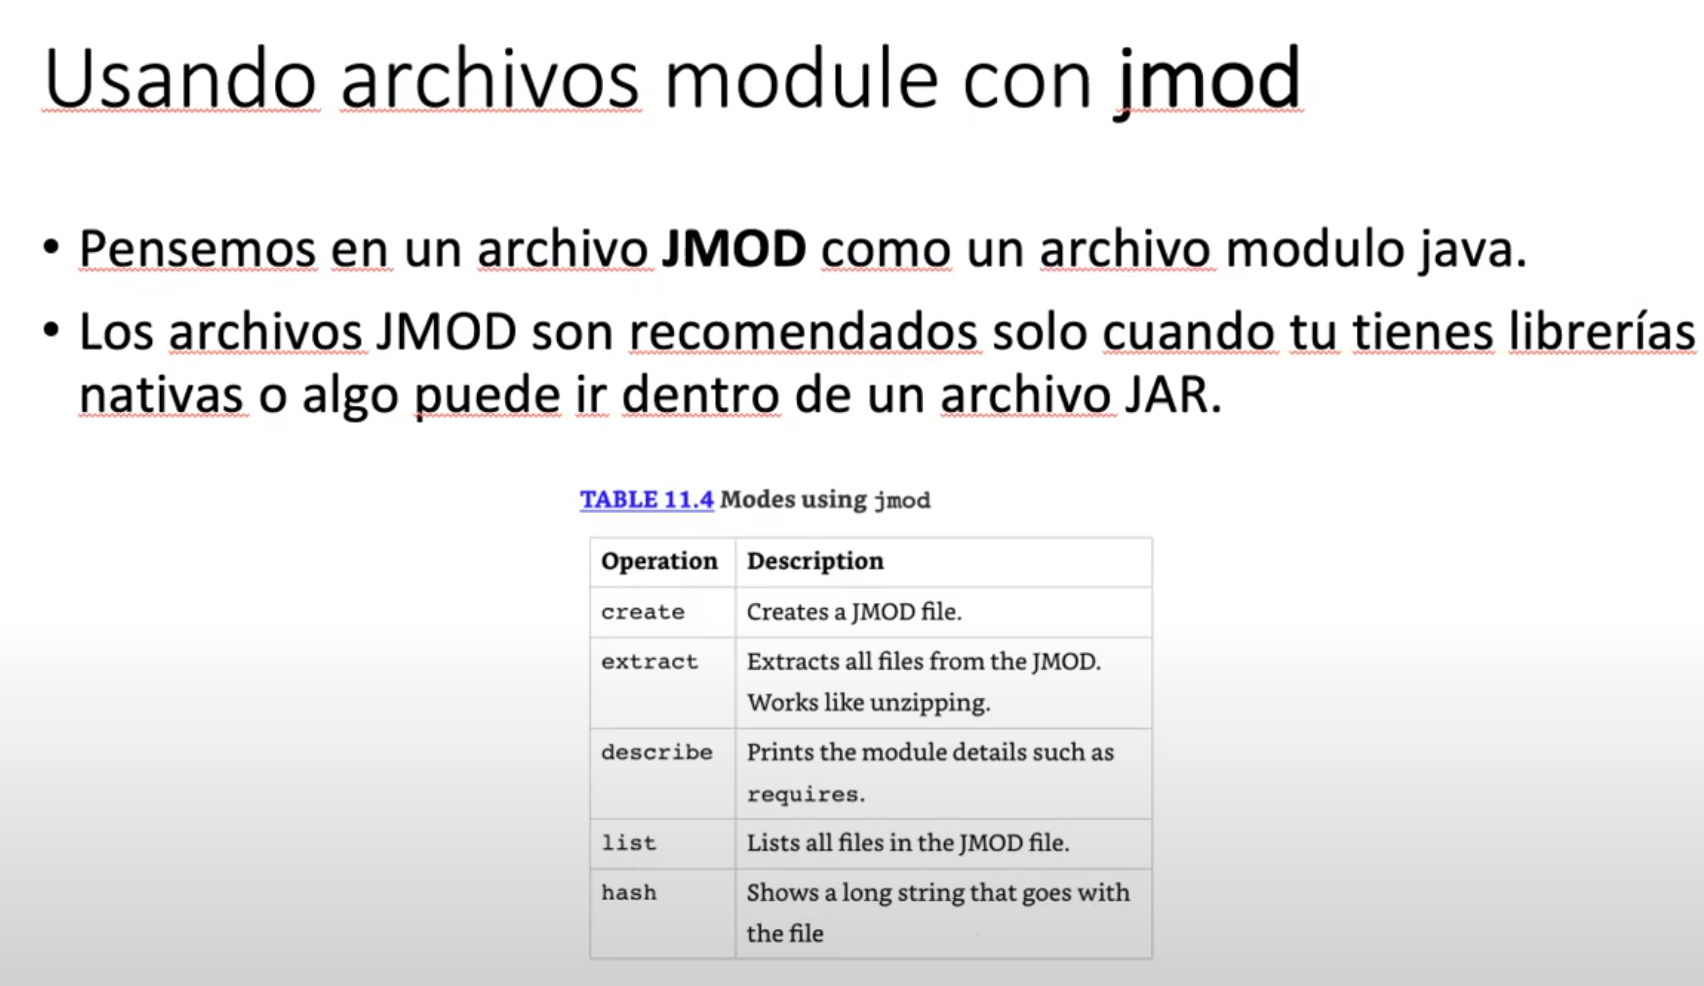 Usando archivos module con jmod
• Pensemos en un archivo JMOD como un archivo modulo java.
• Los archivos JMOD son recomendados solo cuando tu tienes librerías
nativas o algo puede ir dentro de un archivo JAR.
TABLE 11.4 Modes using jmod
Operation Description
create Creates a JMOD file.
extract Extracts all files from the JMOD.
Works like unzipping.
describe Prints the module details such as
requires.
list Lists all files in the JMOD file.
hash Shows a long string that goes with
the file